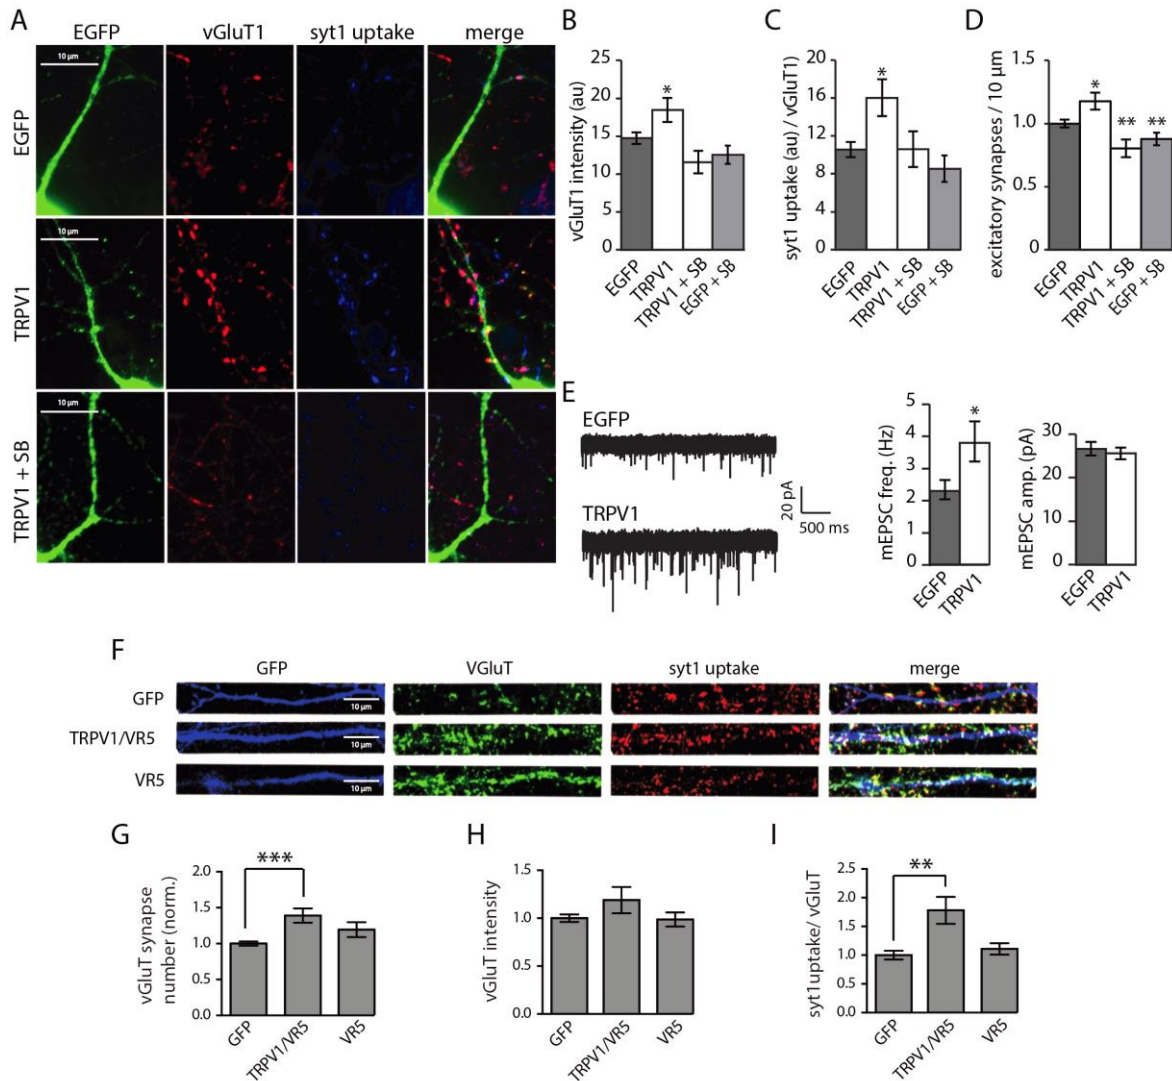 A
EGFP vGluT1 syt1 uptake merge
EGFP
10 µm
TRPV1
10 µm
TRPV1 + SB
10 µm
B
vGluT1 intensity (au)
25
20
15
10
5
0
*
EGFP
TRPV1
TRPV1 + SB
EGFP + SB
C
syt1 uptake (au) / vGluT1)
20
16
12
8
4
0
*
EGFP
TRPV1
TRPV1 + SB
EGFP + SB
D
excitatory synapses / 10 µm
1.5
1.0
0.5
0
*
**
**
EGFP
TRPV1
TRPV1 + SB
EGFP + SB
E
EGFP
TRPV1
20 pA
500 ms
mEPSC freq. (Hz)
5
4
3
2
1
0
*
EGFP
TRPV1
mEPSC amp. (pA)
30
20
10
0
EGFP
TRPV1
F
GFP VGluT syt1 uptake merge
GFP
10 µm
TRPV1/VR5
10 µm
VR5
10 µm
G
vGluT synapse
number (norm.)
2.0
1.5
1.0
0.5
0.0
***
GFP
TRPV1/VR5
VR5
H
vGluT intensity
1.5
1.0
0.5
0.0
GFP
TRPV1/VR5
VR5
I
syt1uptake/ vGluT
2.5
2.0
1.5
1.0
0.5
0.0
**
GFP
TRPV1/VR5
VR5